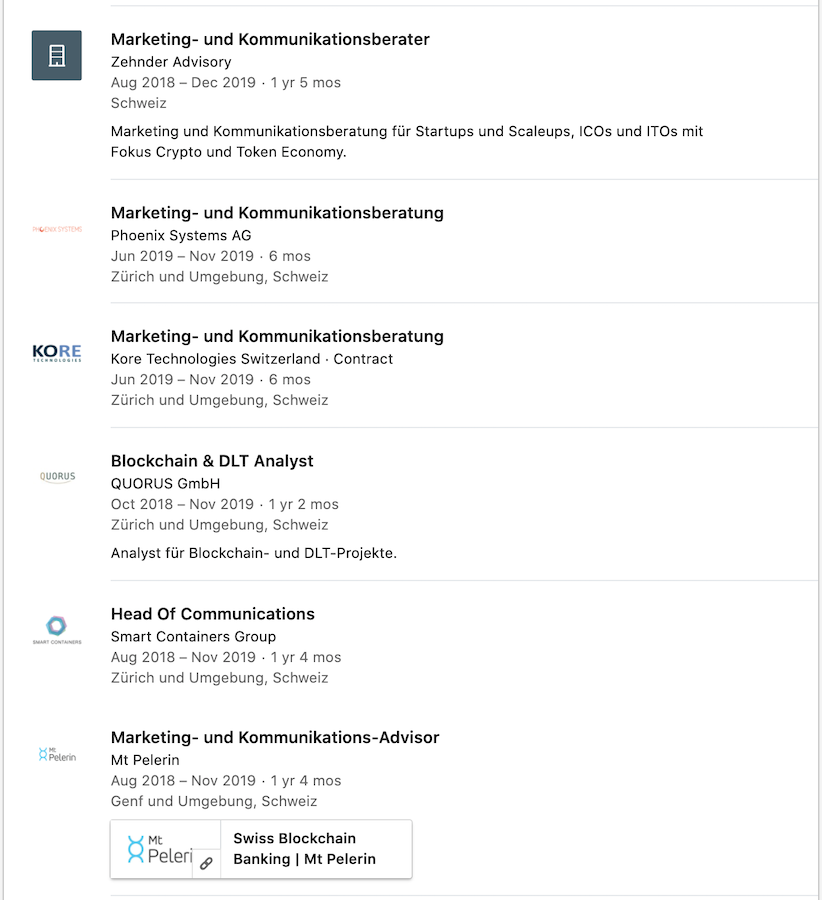 Marketing- und Kommunikationsberater
Zehnder Advisory
Aug 2018 – Dec 2019 · 1 yr 5 mos
Schweiz
Marketing und Kommunikationsberatung für Startups und Scaleups, ICOs und ITOs mit
Fokus Crypto und Token Economy.
PHOENIX SYSTEMS
Marketing- und Kommunikationsberatung
Phoenix Systems AG
Jun 2019 – Nov 2019 · 6 mos
Zürich und Umgebung, Schweiz
KORE
TECHNOLOGIES
Marketing- und Kommunikationsberatung
Kore Technologies Switzerland · Contract
Jun 2019 – Nov 2019 · 6 mos
Zürich und Umgebung, Schweiz
QUORUS
Blockchain & DLT Analyst
QUORUS GmbH
Oct 2018 – Nov 2019 · 1 yr 2 mos
Zürich und Umgebung, Schweiz
Analyst für Blockchain- und DLT-Projekte.
SMART CONTAINERS
Head Of Communications
Smart Containers Group
Aug 2018 – Nov 2019 · 1 yr 4 mos
Zürich und Umgebung, Schweiz
Mt
Pelerin
Marketing- und Kommunikations-Advisor
Mt Pelerin
Aug 2018 – Nov 2019 · 1 yr 4 mos
Genf und Umgebung, Schweiz
Mt
Peleri
Swiss Blockchain
Banking | Mt Pelerin